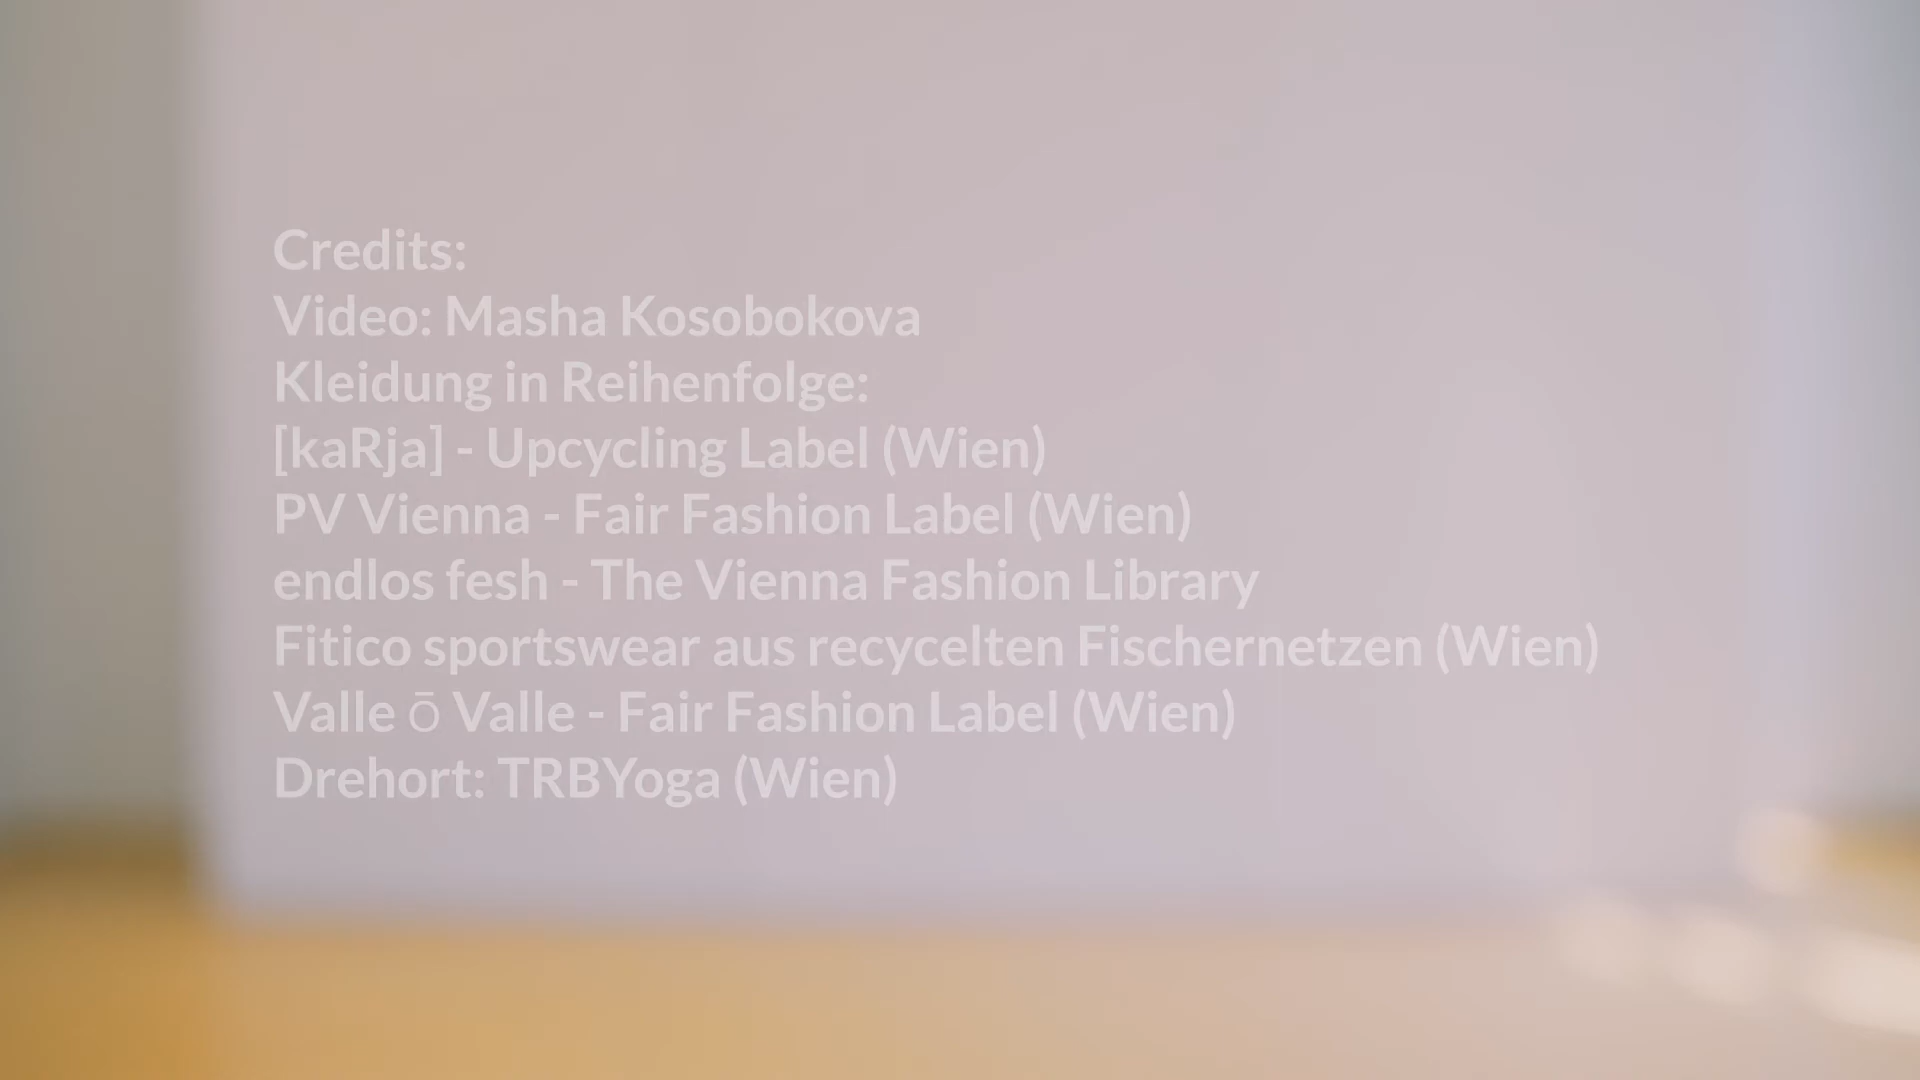 Credits:
Video: Masha Kosobokova
Kleidung in Reihenfolge:
[kaRja] - Upcycling Label (Wien)
PV Vienna - Fair Fashion Label (Wien)
endlos fesh - The Vienna Fashion Library
Fitico sportswear aus recycelten Fischernetzen (Wien)
Valle ō Valle - Fair Fashion Label (Wien)
Drehort: TRBYoga (Wien)